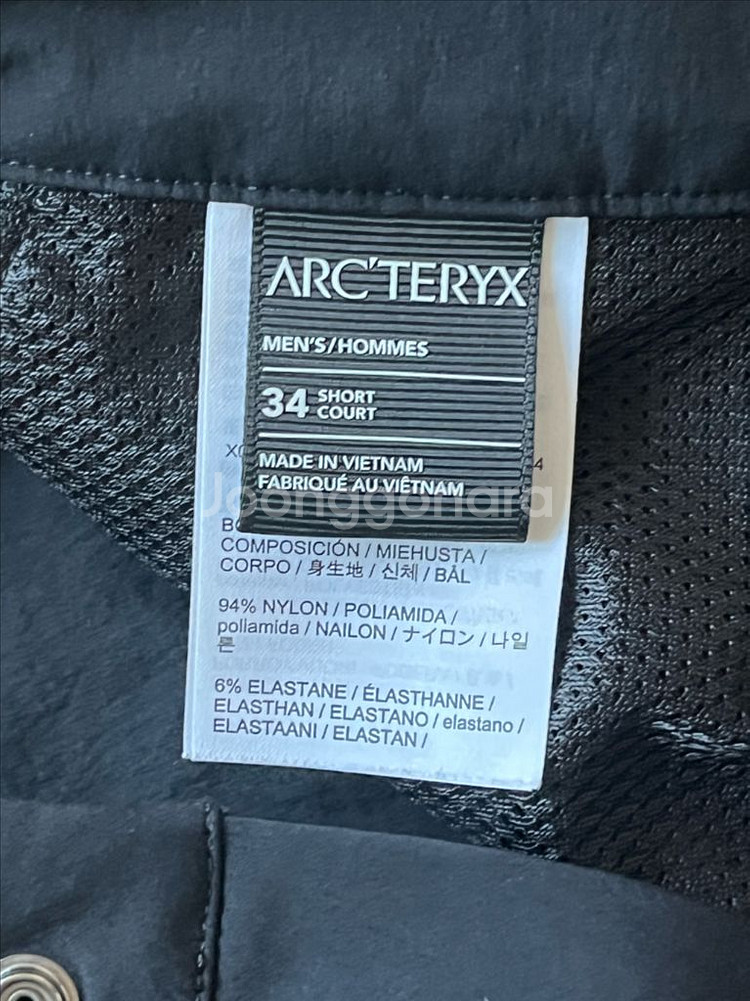 ARC'TERYX
MEN'S/HOMMES
34 SHORT
COURT
MADE IN VIETNAM
FABRIQUÉ AU VIÊTNAM
Joonggonara
COMPOSICIÓN / MIEHUSTA /
CORPO / 身生地 / 신체 / BÅL
94% NYLON / POLIAMIDA /
poliamida / NAILON / ナイロン / 나일
론
6% ELASTANE / ÉLASTHANNE /
ELASTHAN / ELASTANO / elastano /
ELASTAANI / ELASTAN /